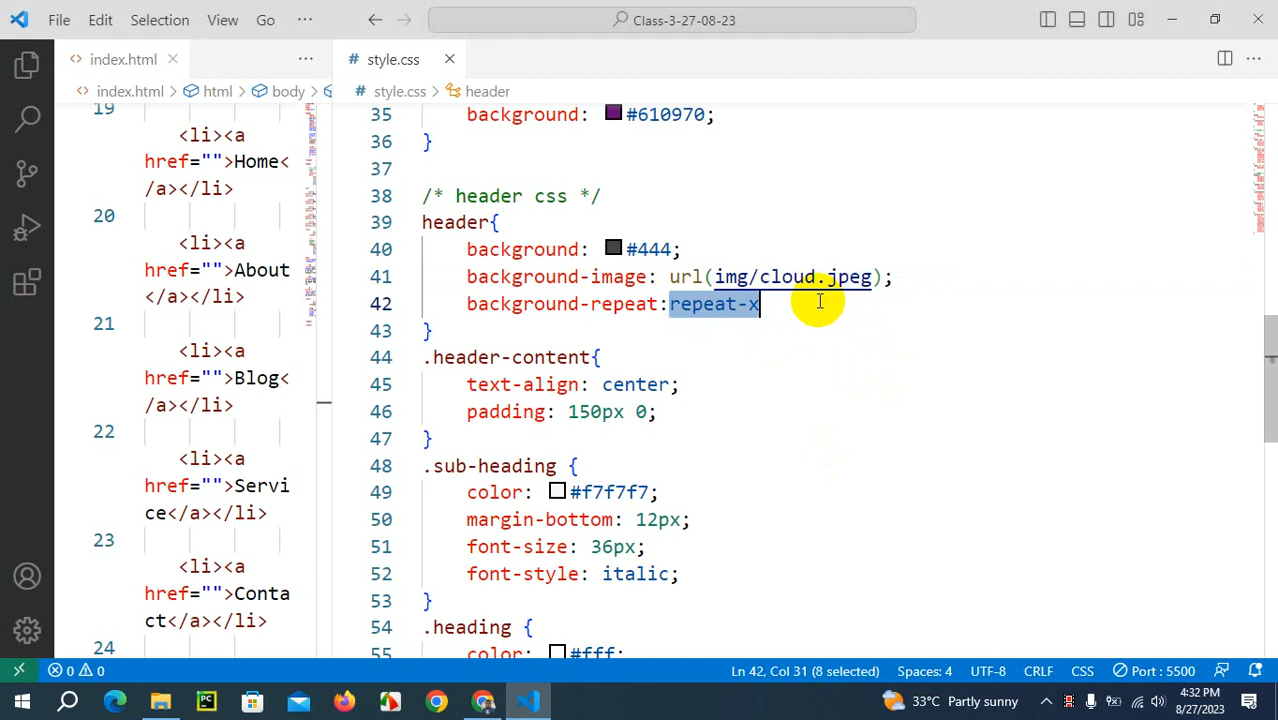 File Edit Selection View Go ··· Class-3-27-08-23
index.html
style.css
index.html > html > body
style.css > header
19
<li><a
href="">Home<
/a></li>
20
<li><a
href="">About
</a></li>
21
<li><a
href="">Blog<
/a></li>
22
<li><a
href="">Servi
ce</a></li>
23
<li><a
href="">Conta
ct</a></li>
24
35 background: #610970;
36 }
37
38 /* header css */
39 header{
40 background: #444;
41 background-image: url(img/cloud.jpeg);
42 background-repeat:repeat-x
43 }
44 .header-content{
45 text-align: center;
46 padding: 150px 0;
47 }
48 .sub-heading {
49 color: #f7f7f7;
50 margin-bottom: 12px;
51 font-size: 36px;
52 font-style: italic;
53 }
54 .heading {
55 color: #fff;
0 0 Ln 42, Col 31 (8 selected) Spaces: 4 UTF-8 CRLF CSS Port : 5500
33°C Partly sunny
4:32 PM
8/27/2023